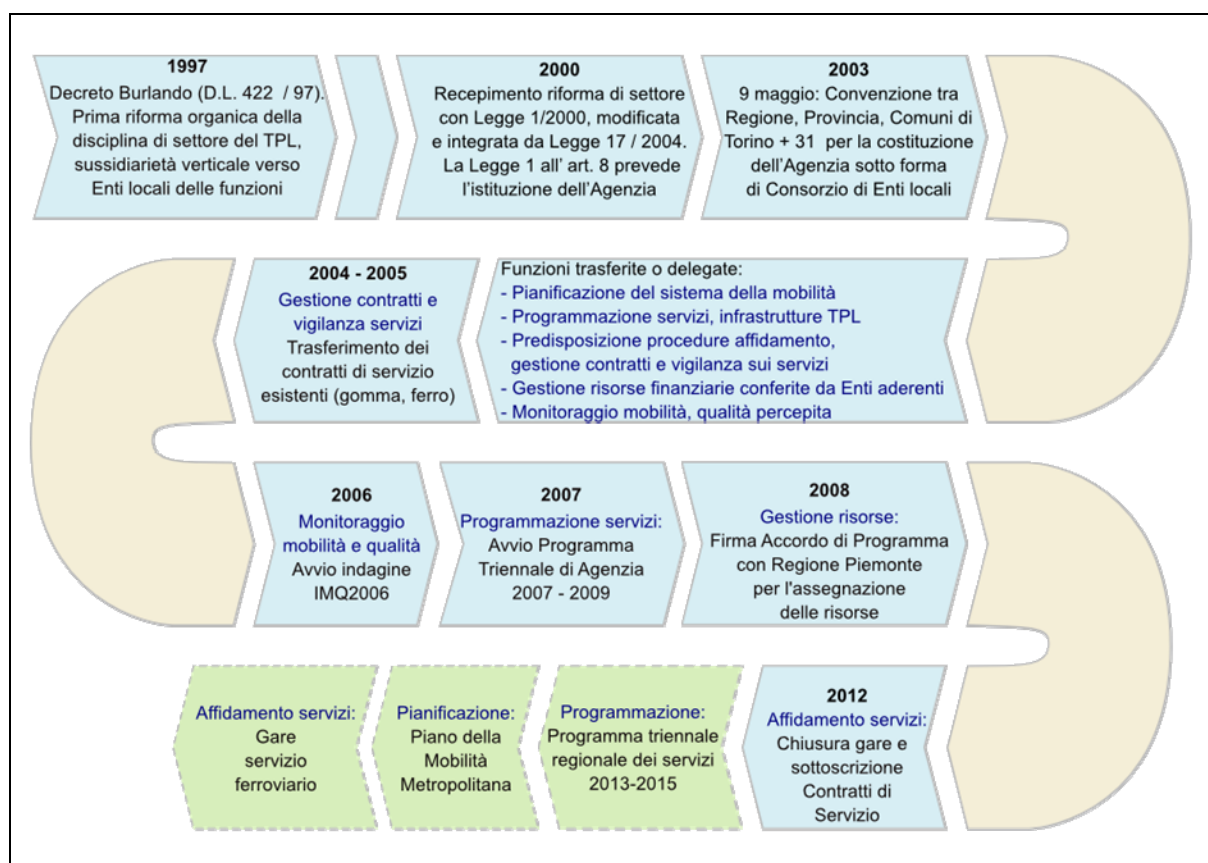 1997
Decreto Burlando (D.L. 422 / 97).
Prima riforma organica della
disciplina di settore del TPL,
sussidiarietà verticale verso
Enti locali delle funzioni
2000
Recepimento riforma di settore
con Legge 1/2000, modificata
e integrata da Legge 17 / 2004.
La Legge 1 all' art. 8 prevede
l'istituzione dell'Agenzia
2003
9 maggio: Convenzione tra
Regione, Provincia, Comuni di
Torino + 31 per la costituzione
dell'Agenzia sotto forma
di Consorzio di Enti locali
Funzioni trasferite o delegate:
- Pianificazione del sistema della mobilità
- Programmazione servizi, infrastrutture TPL
- Predisposizione procedure affidamento,
gestione contratti e vigilanza sui servizi
- Gestione risorse finanziarie conferite da Enti aderenti
- Monitoraggio mobilità, qualità percepita
2004 - 2005
Gestione contratti e
vigilanza servizi
Trasferimento dei
contratti di servizio
esistenti (gomma, ferro)
2006
Monitoraggio
mobilità e qualità
Avvio indagine
IMQ2006
2007
Programmazione servizi:
Avvio Programma
Triennale di Agenzia
2007 - 2009
2008
Gestione risorse:
Firma Accordo di Programma
con Regione Piemonte
per l'assegnazione
delle risorse
2012
Affidamento servizi:
Chiusura gare e
sottoscrizione
Contratti di
Servizio
Programmazione:
Programma triennale
regionale dei servizi
2013-2015
Pianificazione:
Piano della
Mobilità
Metropolitana
Affidamento servizi:
Gare
servizio
ferroviario